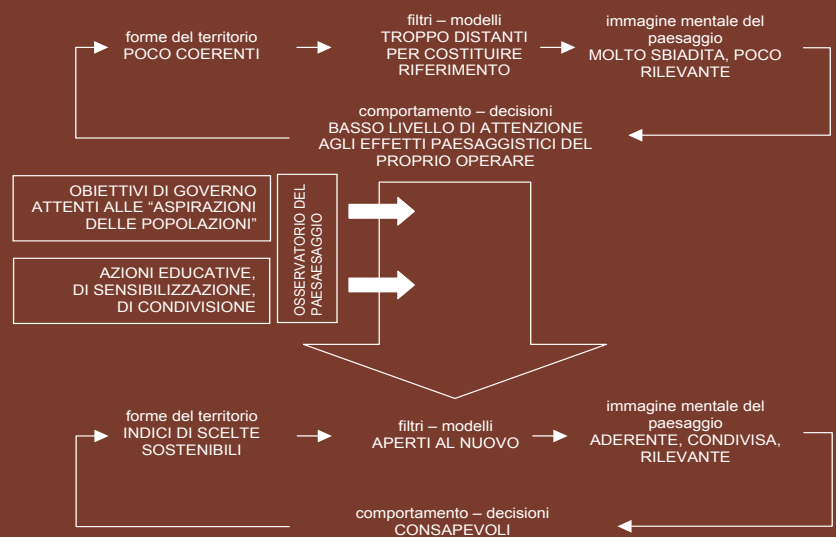 forme del territorio
POCO COERENTI
filtri – modelli
TROPPO DISTANTI
PER COSTITUIRE
RIFERIMENTO
immagine mentale del
paesaggio
MOLTO SBIADITA, POCO
RILEVANTE
comportamento – decisioni
BASSO LIVELLO DI ATTENZIONE
AGLI EFFETTI PAESAGGISTICI DEL
PROPRIO OPERARE
OBIETTIVI DI GOVERNO
ATTENTI ALLE “ASPIRAZIONI
DELLE POPOLAZIONI”
AZIONI EDUCATIVE,
DI SENSIBILIZZAZIONE,
DI CONDIVISIONE
OSSERVATORIO DEL
PAESAESAGGIO
forme del territorio
INDICI DI SCELTE
SOSTENIBILI
filtri – modelli
APERTI AL NUOVO
immagine mentale del
paesaggio
ADERENTE, CONDIVISA,
RILEVANTE
comportamento – decisioni
CONSAPEVOLI